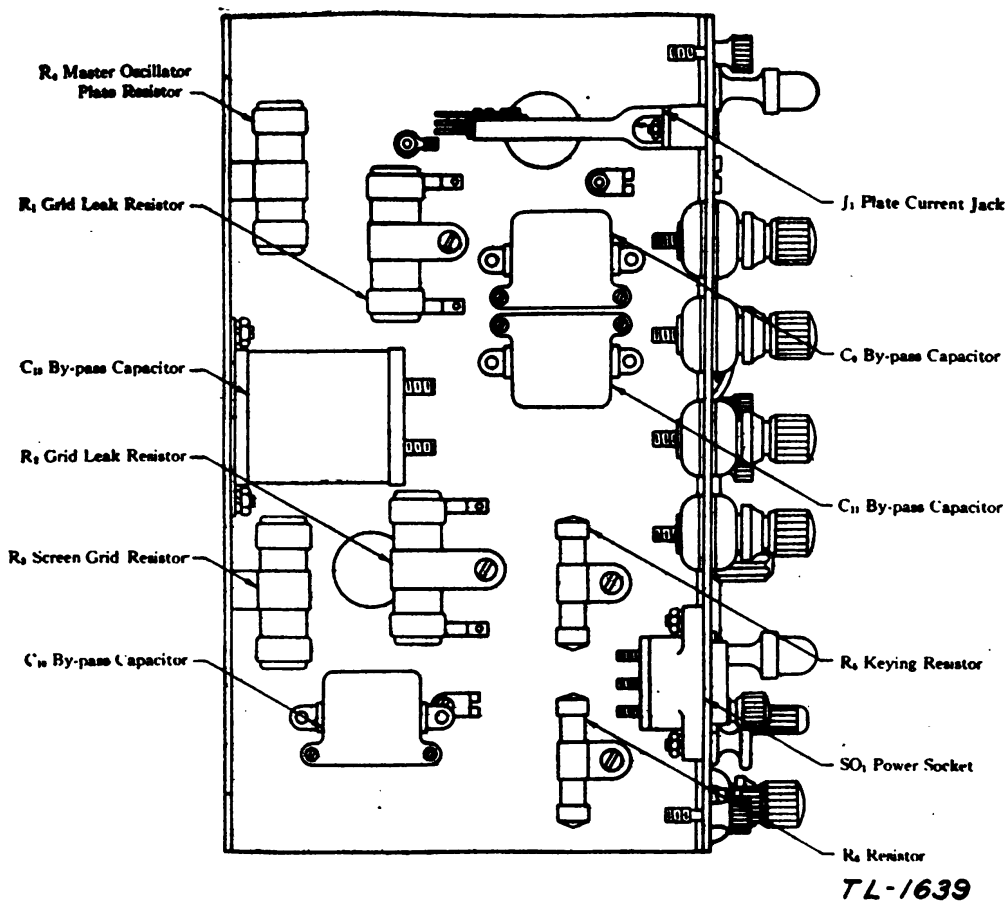 R₄ Master Oscillator
Plate Resistor
R₁ Grid Leak Resistor
C₁₂ By-pass Capacitor
R₂ Grid Leak Resistor
R₃ Screen Grid Resistor
C₁₀ By-pass Capacitor
J₁ Plate Current Jack
C₉ By-pass Capacitor
C₁₁ By-pass Capacitor
R₅ Keying Resistor
SO₁ Power Socket
R₆ Resistor
TL-1639